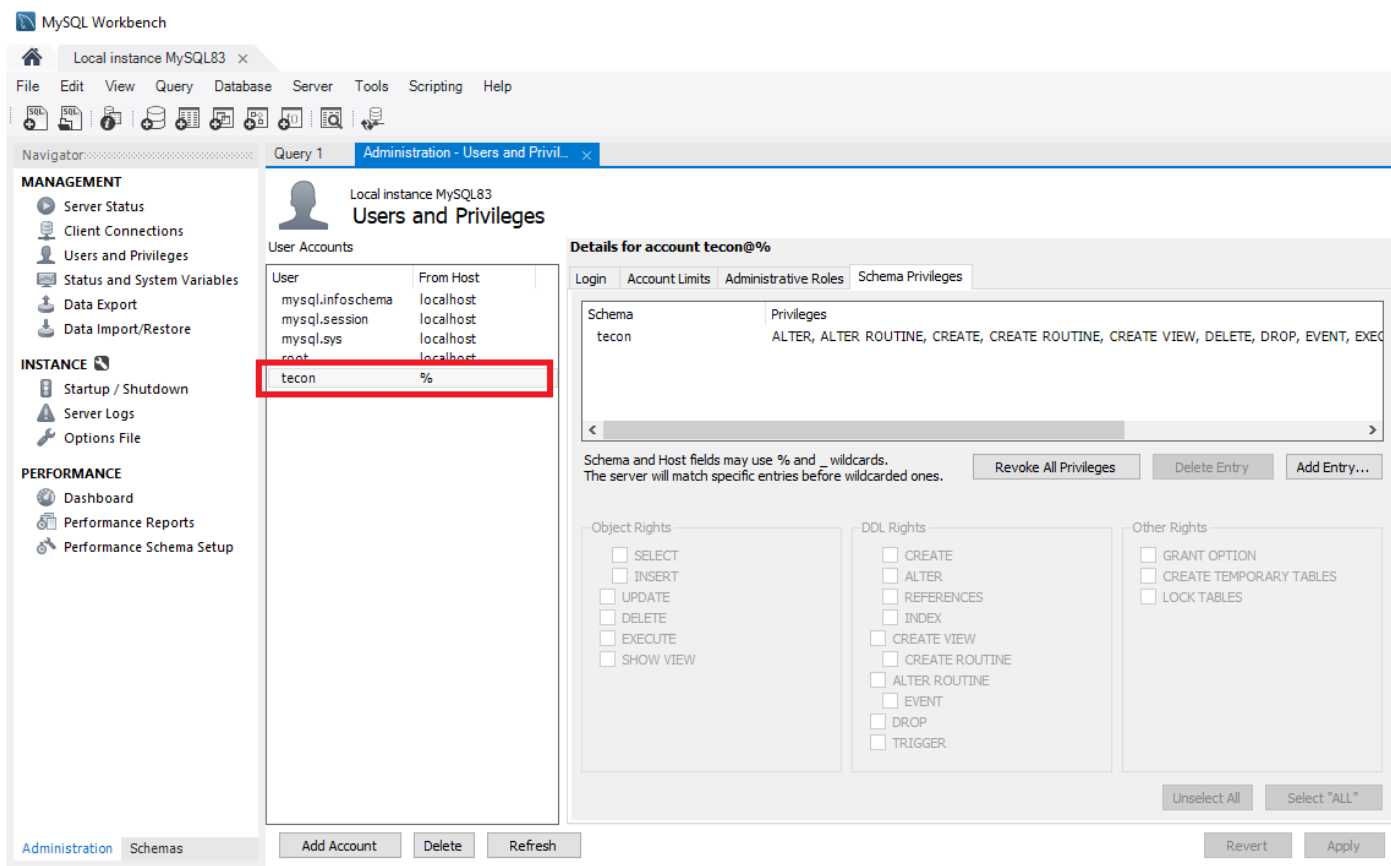 MySQL Workbench
Local instance MySQL83
File Edit View Query Database Server Tools Scripting Help
Navigator
MANAGEMENT
Server Status
Client Connections
Users and Privileges
Status and System Variables
Data Export
Data Import/Restore
INSTANCE
Startup / Shutdown
Server Logs
Options File
PERFORMANCE
Dashboard
Performance Reports
Performance Schema Setup
Administration Schemas
Query 1 Administration - Users and Privil...
Local instance MySQL83
Users and Privileges
User Accounts
User From Host
mysql.infoschema localhost
mysql.session localhost
mysql.sys localhost
root localhost
tecon %
Add Account Delete Refresh
Details for account tecon@%
Login Account Limits Administrative Roles Schema Privileges
Schema Privileges
tecon ALTER, ALTER ROUTINE, CREATE, CREATE ROUTINE, CREATE VIEW, DELETE, DROP, EVENT, EXEC
Schema and Host fields may use % and _ wildcards.
The server will match specific entries before wildcarded ones.
Revoke All Privileges Delete Entry Add Entry...
Object Rights
SELECT
INSERT
UPDATE
DELETE
EXECUTE
SHOW VIEW
DDL Rights
CREATE
ALTER
REFERENCES
INDEX
CREATE VIEW
CREATE ROUTINE
ALTER ROUTINE
EVENT
DROP
TRIGGER
Other Rights
GRANT OPTION
CREATE TEMPORARY TABLES
LOCK TABLES
Unselect All Select "ALL"
Revert Apply